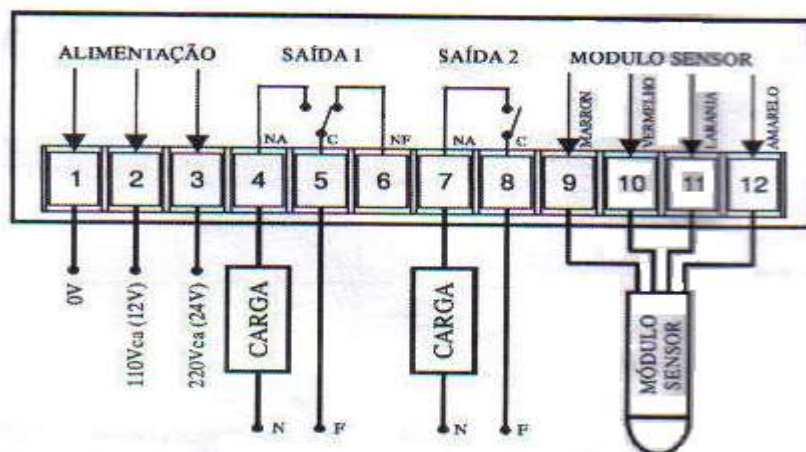 ALIMENTAÇÃO SAÍDA 1 SAÍDA 2 MODULO SENSOR
MARRON VERMELHO LARANJA AMARELO
NA C NF NA C
1 2 3 4 5 6 7 8 9 10 11 12
0V
110Vca (12V)
220Vca (24V)
CARGA
CARGA
MÓDULO
SENSOR
N F N F